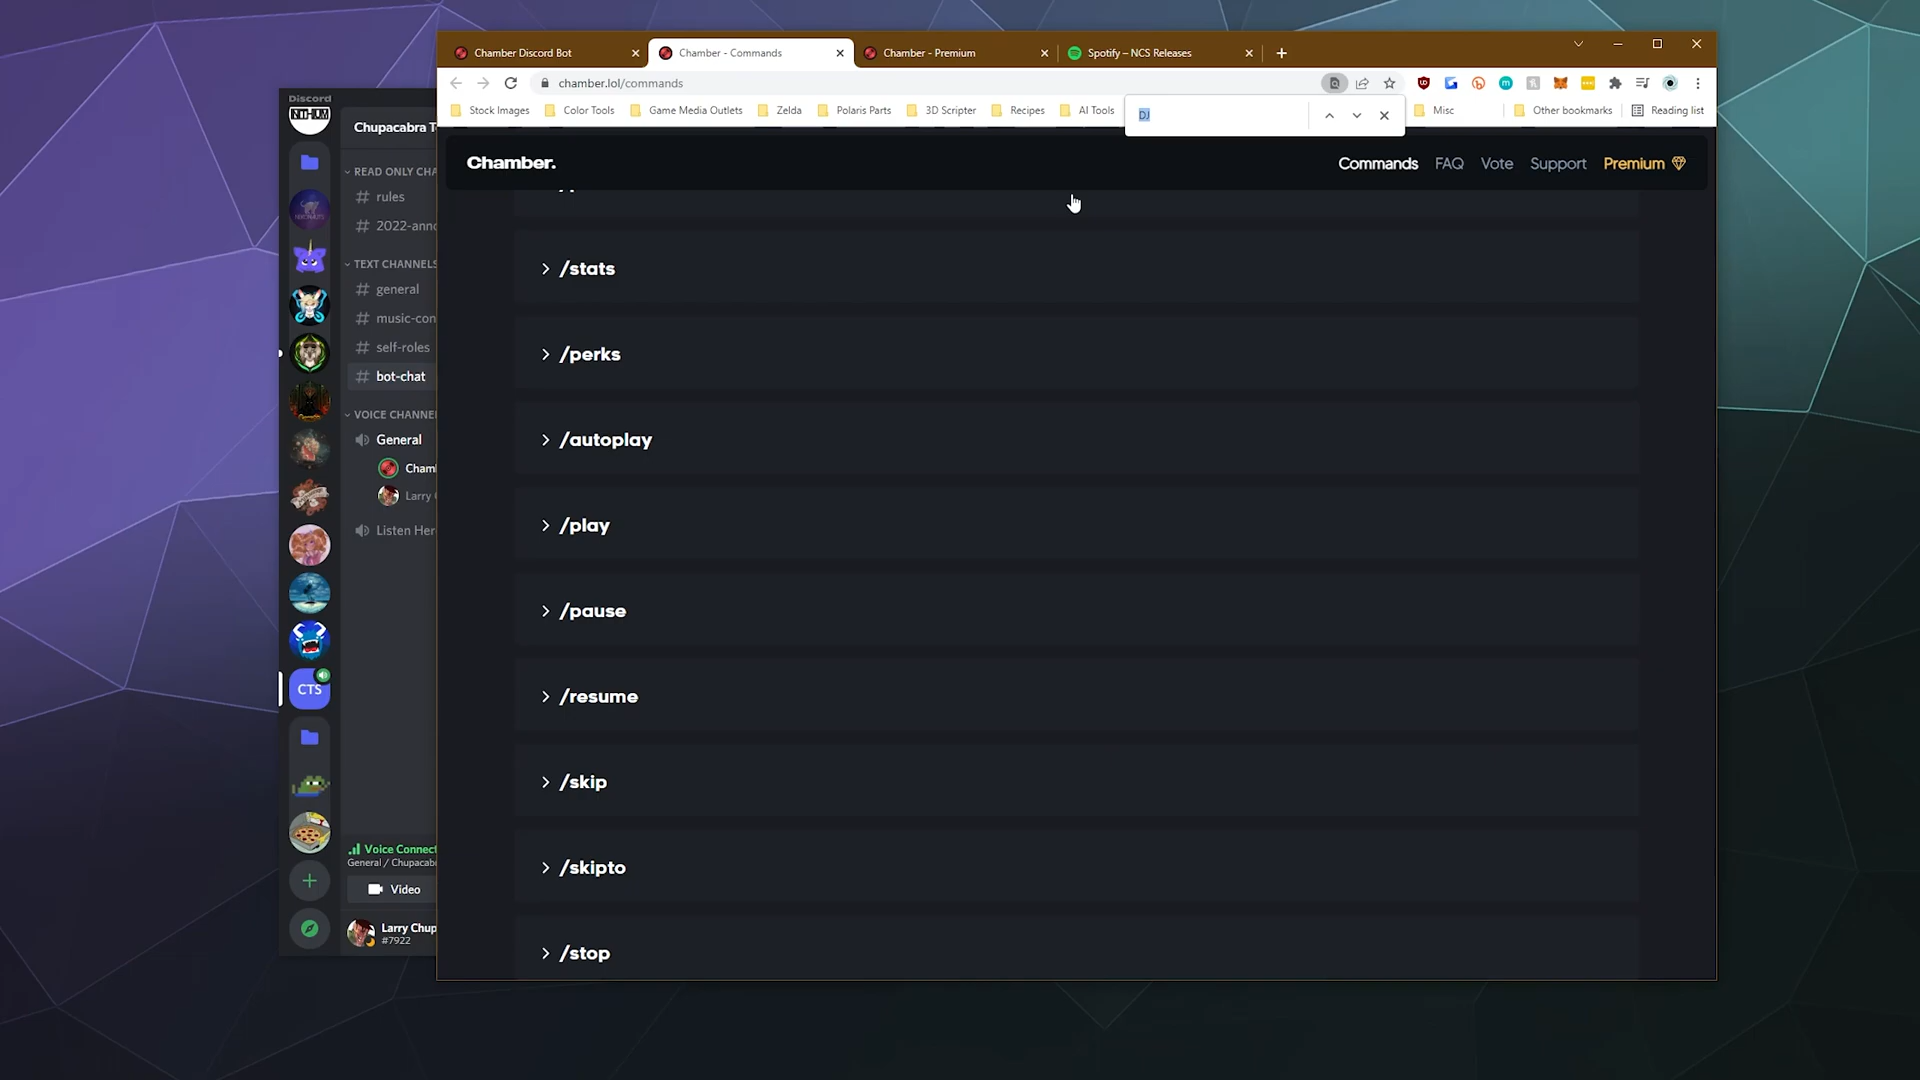 Chamber Discord Bot
Chamber - Commands
Chamber - Premium
Spotify – NCS Releases
chamber.lol/commands
Stock Images
Color Tools
Game Media Outlets
Zelda
Polaris Parts
3D Scripter
Recipes
AI Tools
DJ
Misc
Other bookmarks
Reading list
Chamber.
Commands
FAQ
Vote
Support
Premium
/stats
/perks
/autoplay
/play
/pause
/resume
/skip
/skipto
/stop
Discord
Chupacabra T
READ ONLY CHA
# rules
# 2022-anno
TEXT CHANNELS
# general
# music-con
# self-roles
# bot-chat
VOICE CHANNE
General
Cham
Larry
Listen Her
CTS
Voice Connect
General / Chupacab
Video
Larry Chup
#7922